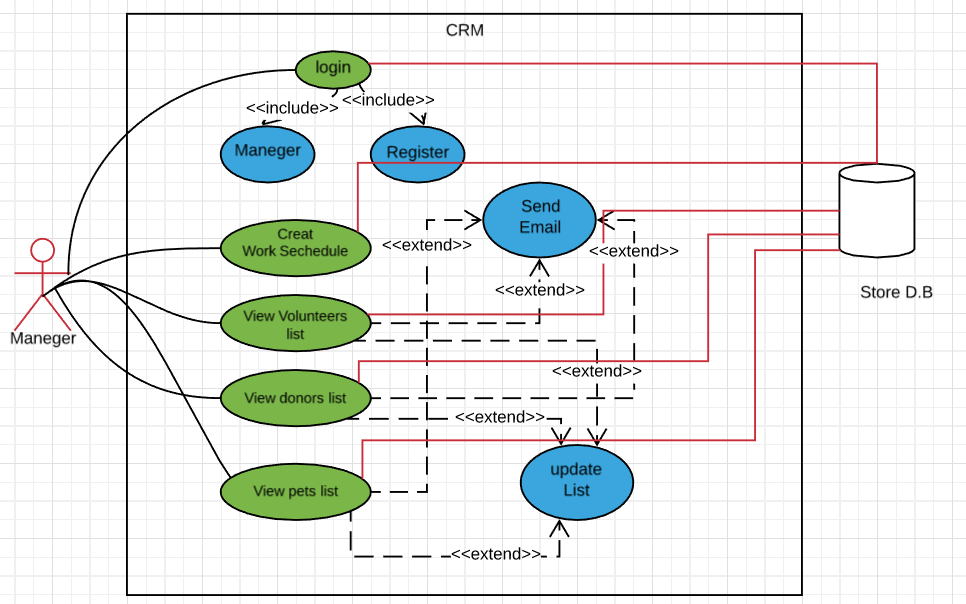 CRM
login
<<include>>
<<include>>
Maneger
Register
Send
Email
Creat
Work Sechedule
<<extend>>
<<extend>>
<<extend>>
Store D.B
View Volunteers
list
Maneger
<<extend>>
View donors list
<<extend>>
update
List
View pets list
<<extend>>